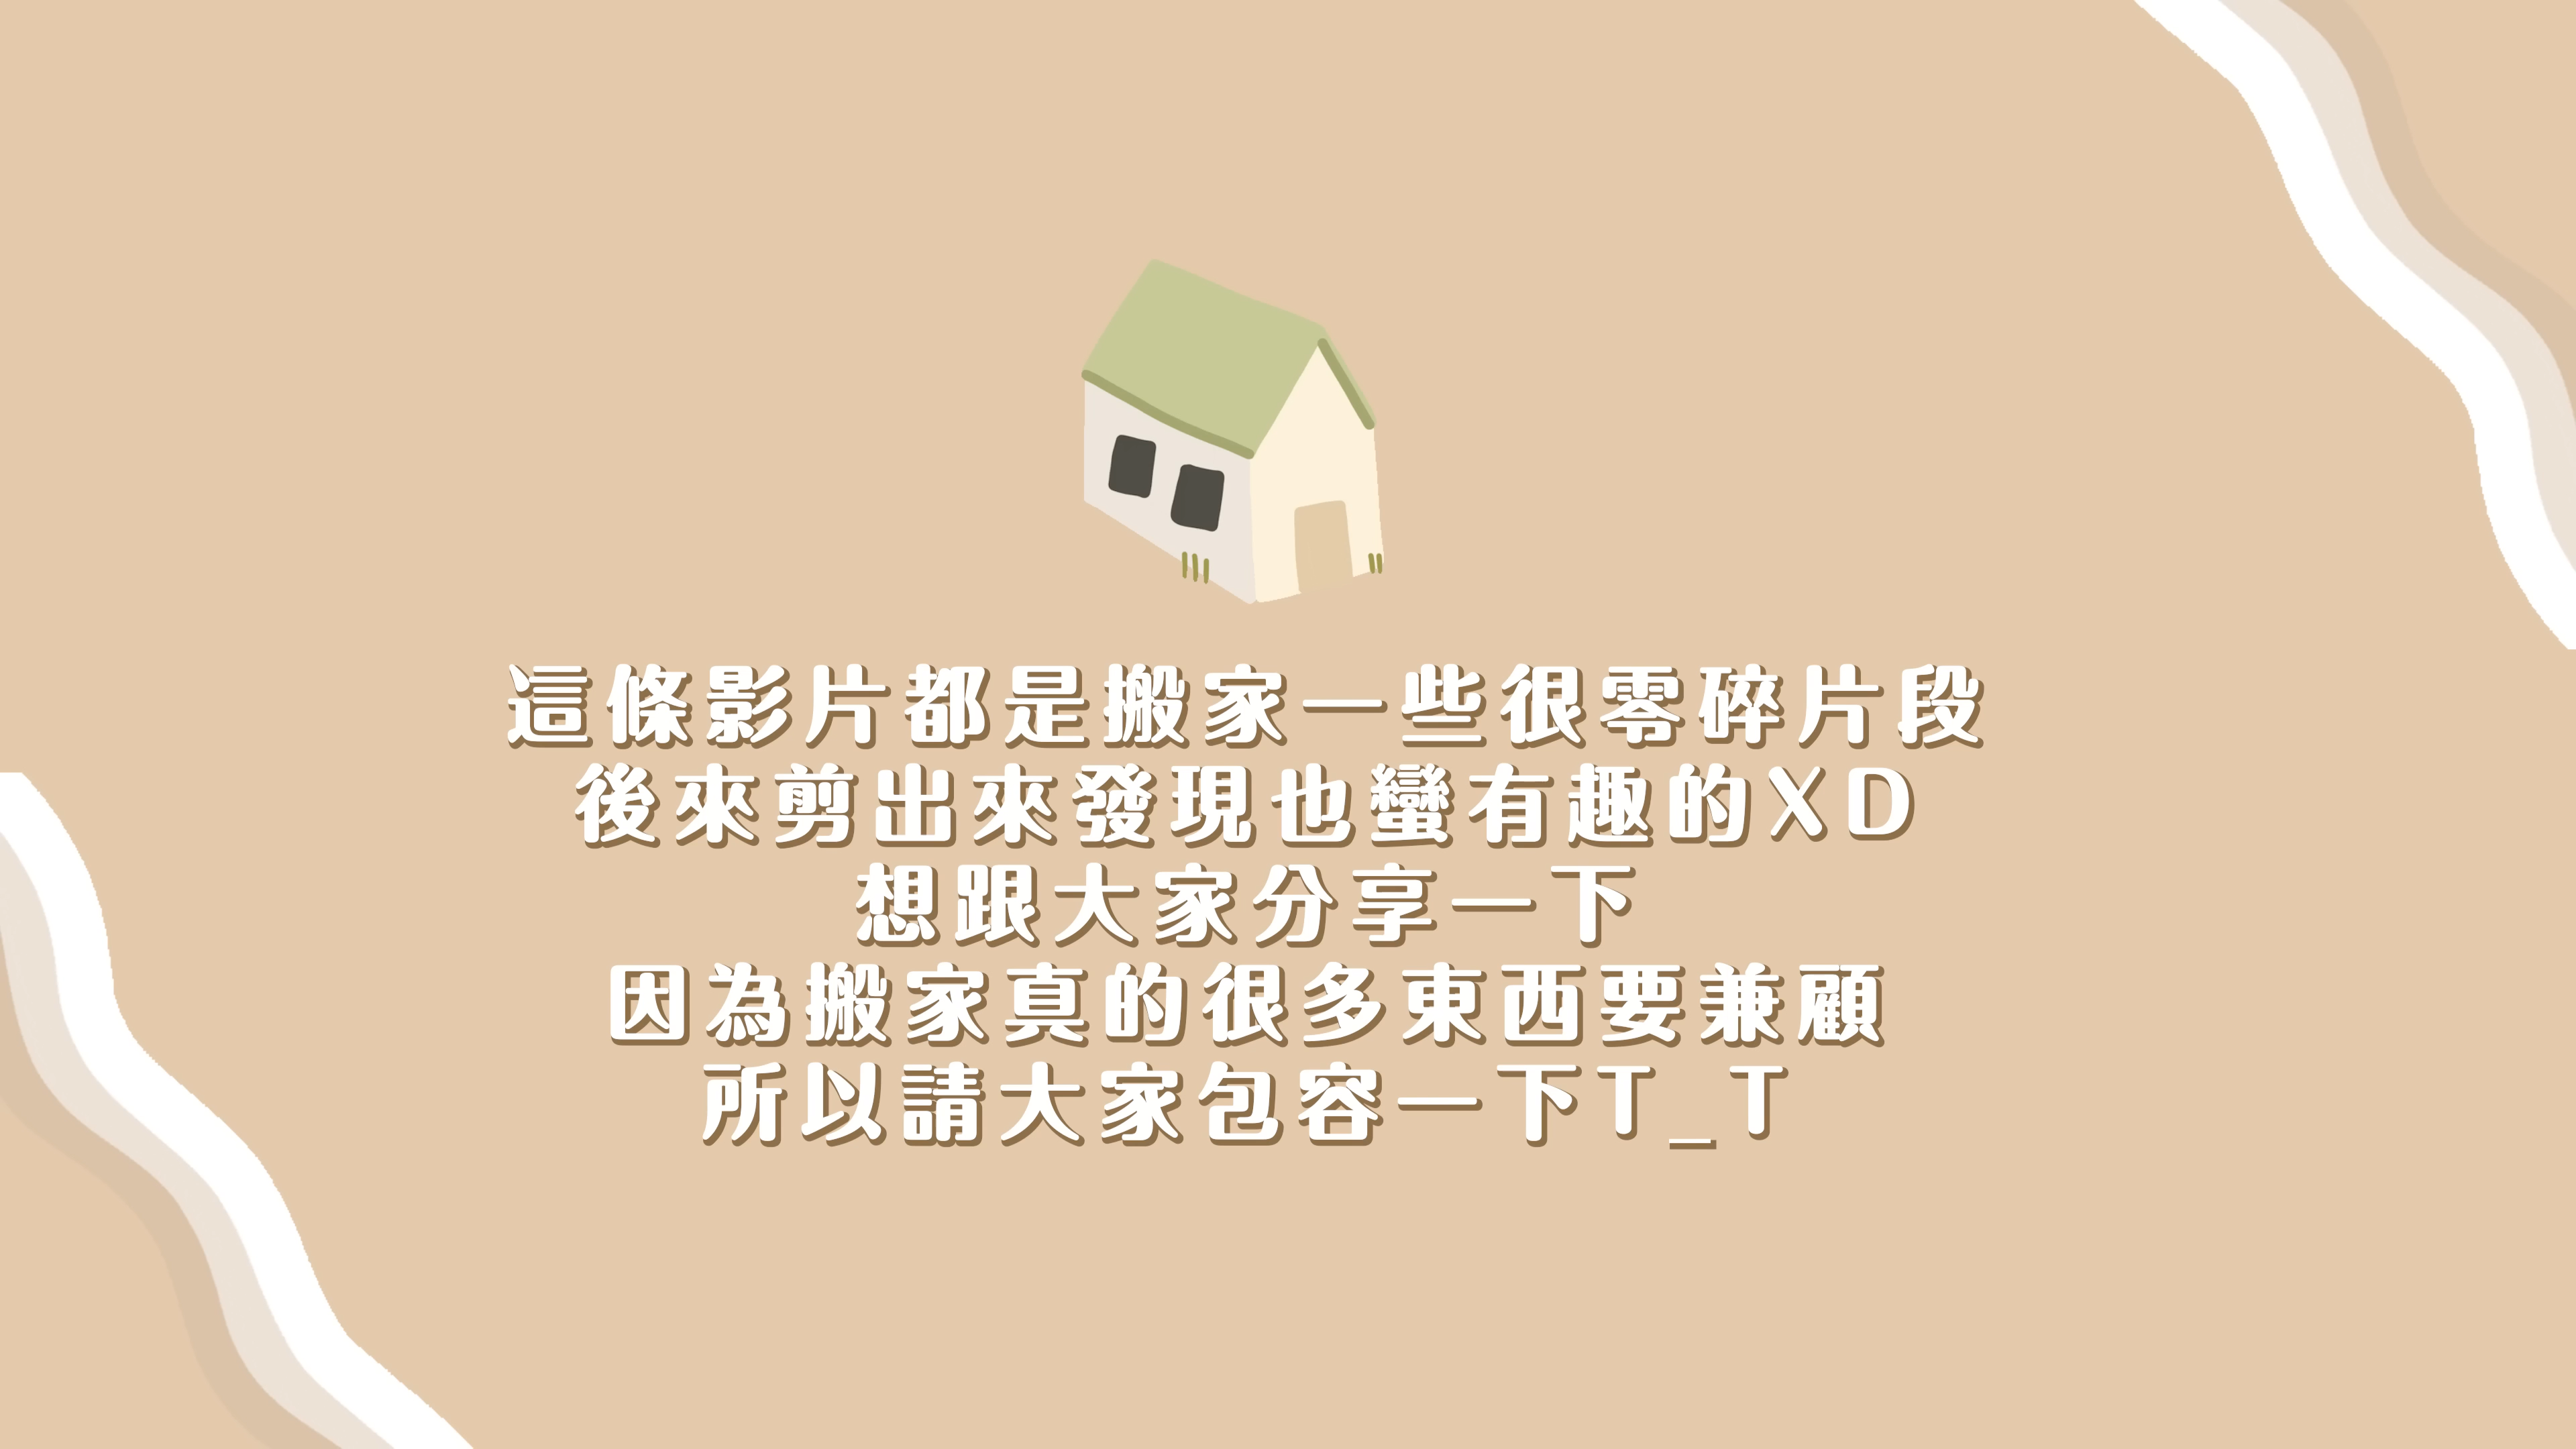 這條影片都是搬家一些很零碎片段
後來剪出來發現也蠻有趣的XD
想跟大家分享一下
因為搬家真的很多東西要兼顧
所以請大家包容一下T_T